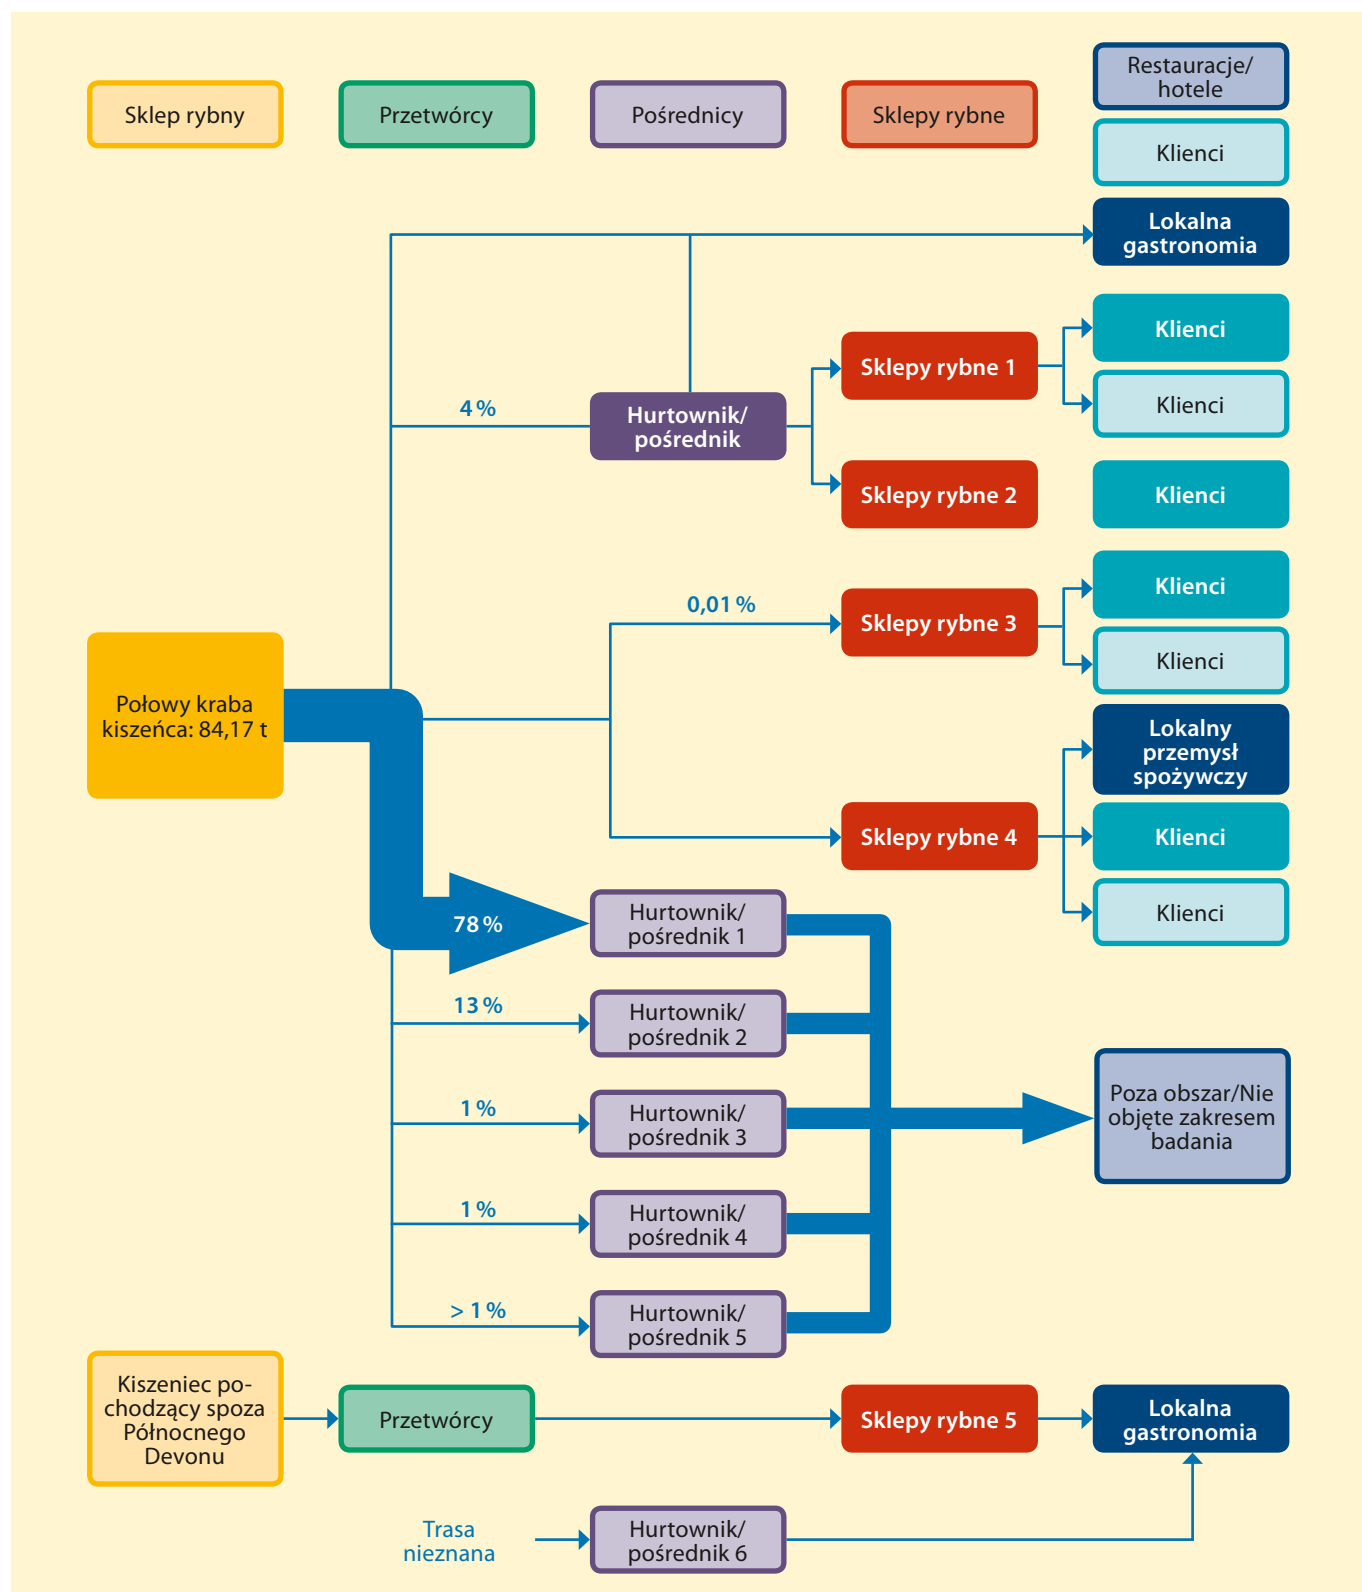 Sklep rybny
Przetwórcy
Pośrednicy
Sklepy rybne
Restauracje/
hotele
Klienci
Lokalna
gastronomia
Klienci
Sklepy rybne 1
Klienci
4 %
Hurtownik/
pośrednik
Sklepy rybne 2
Klienci
Klienci
0,01 %
Sklepy rybne 3
Klienci
Połowy kraba
kiszeńca: 84,17 t
Lokalny
przemysł
spożywczy
Sklepy rybne 4
Klienci
Klienci
78 %
Hurtownik/
pośrednik 1
13 %
Hurtownik/
pośrednik 2
1 %
Hurtownik/
pośrednik 3
Poza obszar/Nie
objęte zakresem
badania
1 %
Hurtownik/
pośrednik 4
> 1 %
Hurtownik/
pośrednik 5
Kiszeniec po-
chodzący spoza
Północnego
Devonu
Przetwórcy
Sklepy rybne 5
Lokalna
gastronomia
Trasa
nieznana
Hurtownik/
pośrednik 6